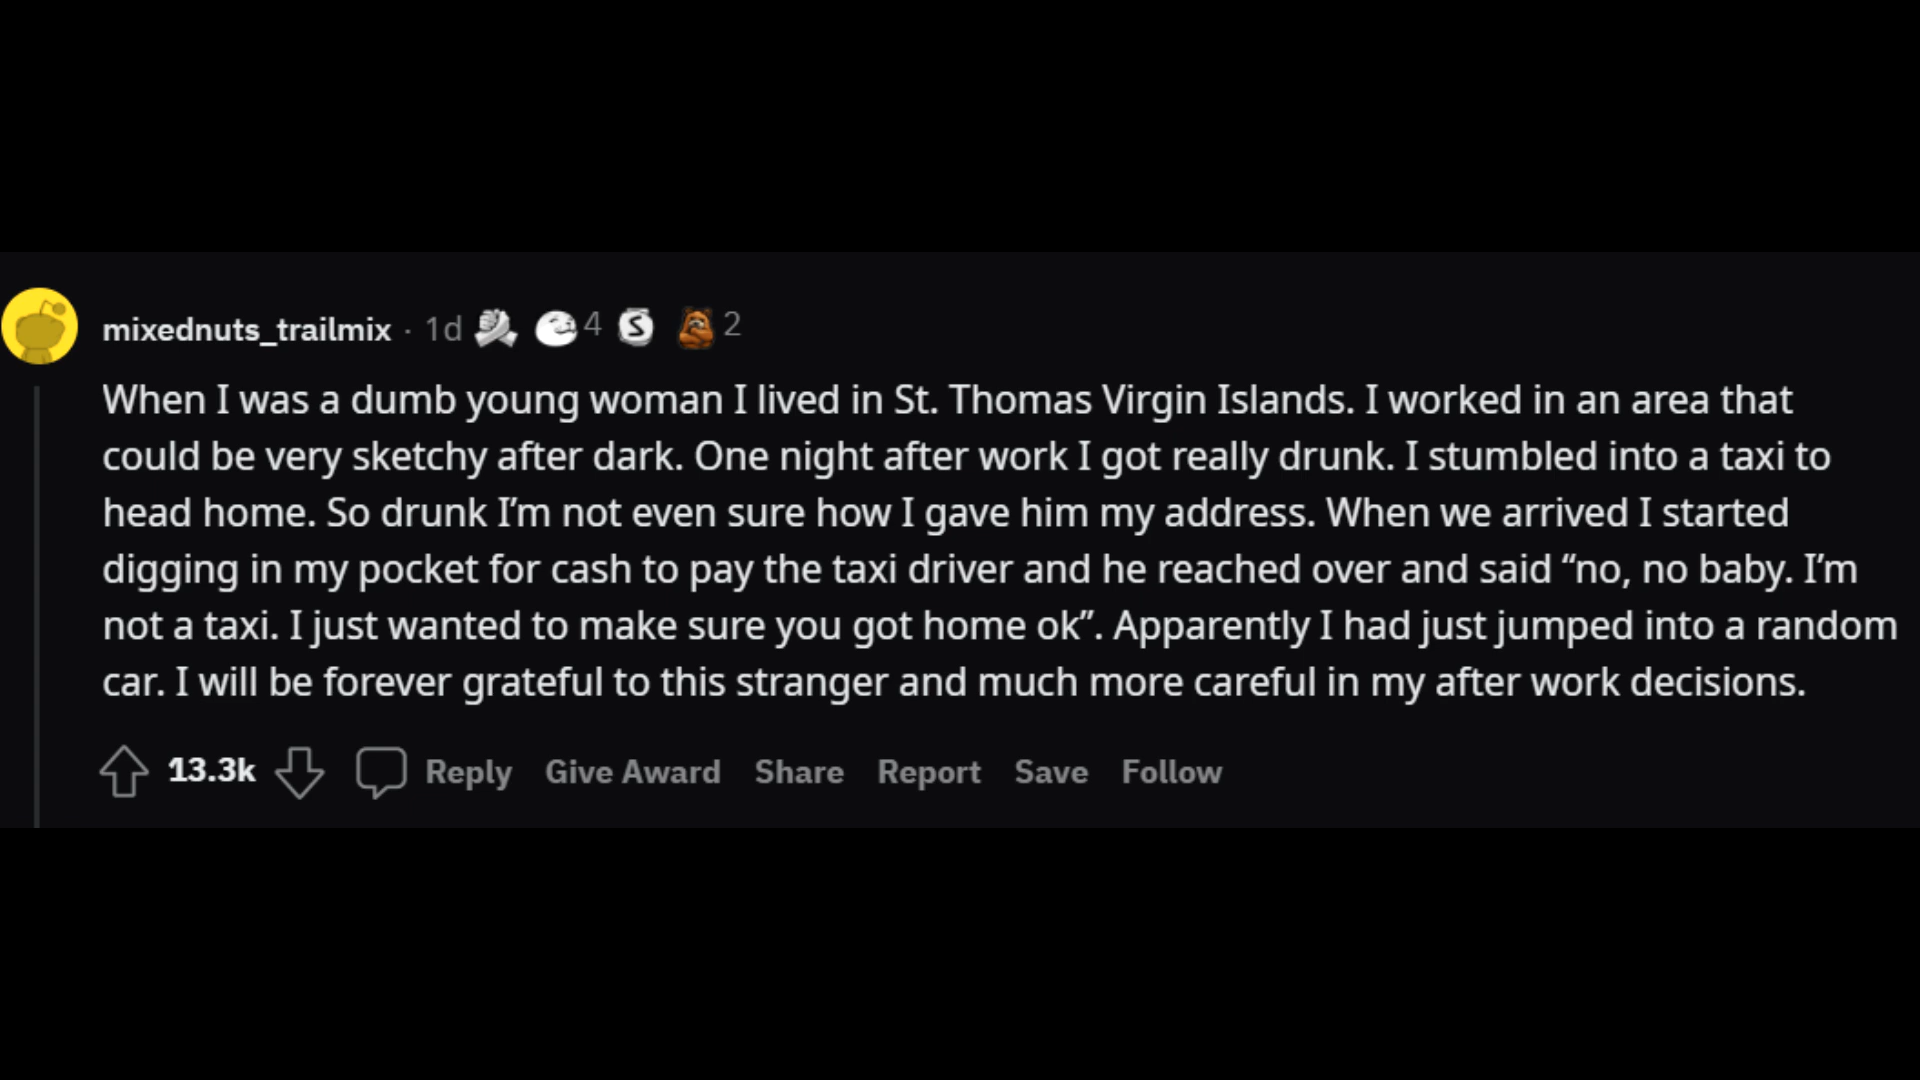 mixednuts_trailmix · 1d 4 S 2
When I was a dumb young woman I lived in St. Thomas Virgin Islands. I worked in an area that
could be very sketchy after dark. One night after work I got really drunk. I stumbled into a taxi to
head home. So drunk I’m not even sure how I gave him my address. When we arrived I started
digging in my pocket for cash to pay the taxi driver and he reached over and said “no, no baby. I’m
not a taxi. I just wanted to make sure you got home ok”. Apparently I had just jumped into a random
car. I will be forever grateful to this stranger and much more careful in my after work decisions.
13.3k Reply Give Award Share Report Save Follow